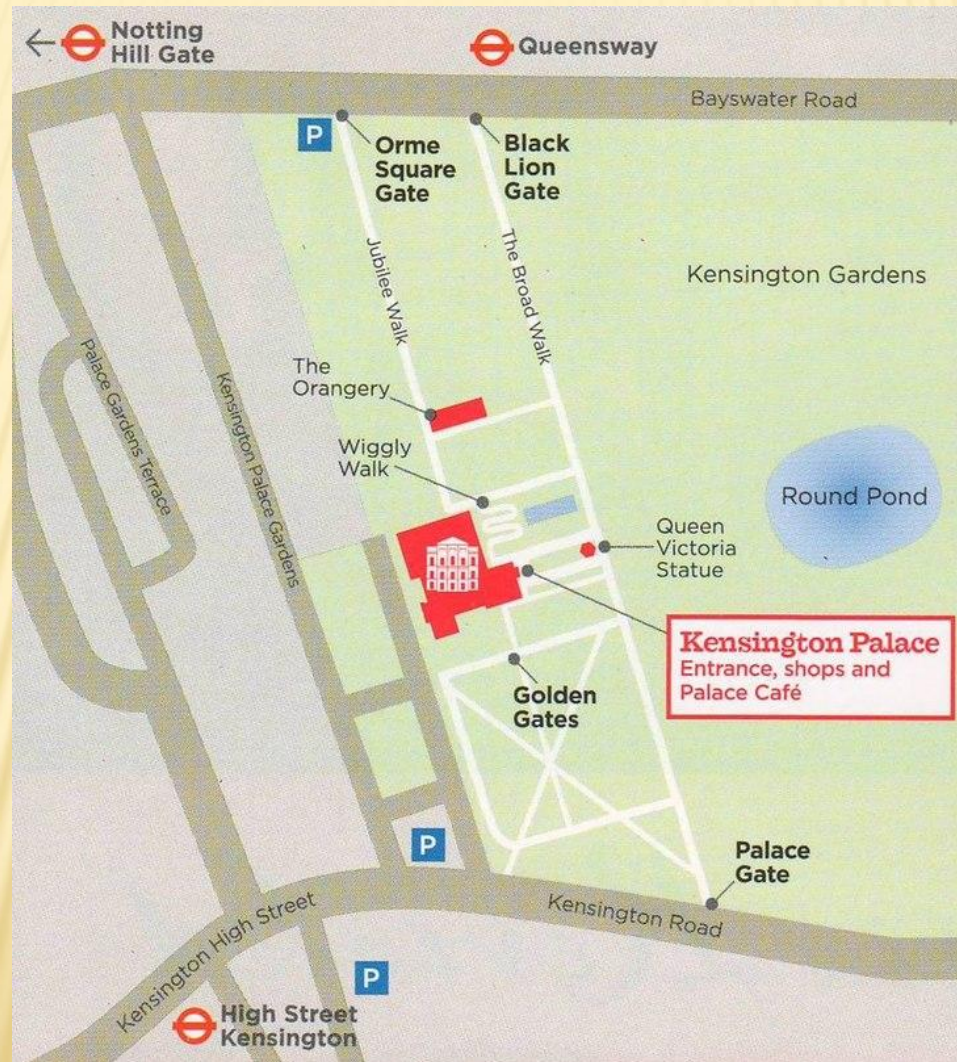 Notting
Hill Gate
Queensway
Bayswater Road
P
Orme
Square
Gate
Black
Lion
Gate
Jubilee Walk
The Broad Walk
Kensington Gardens
The
Orangery
Palace Gardens Terrace
Kensington Palace Gardens
Wiggly
Walk
Round Pond
Queen
Victoria
Statue
Kensington Palace
Entrance, shops and
Palace Café
Golden
Gates
P
Palace
Gate
Kensington Road
Kensington High Street
P
High Street
Kensington